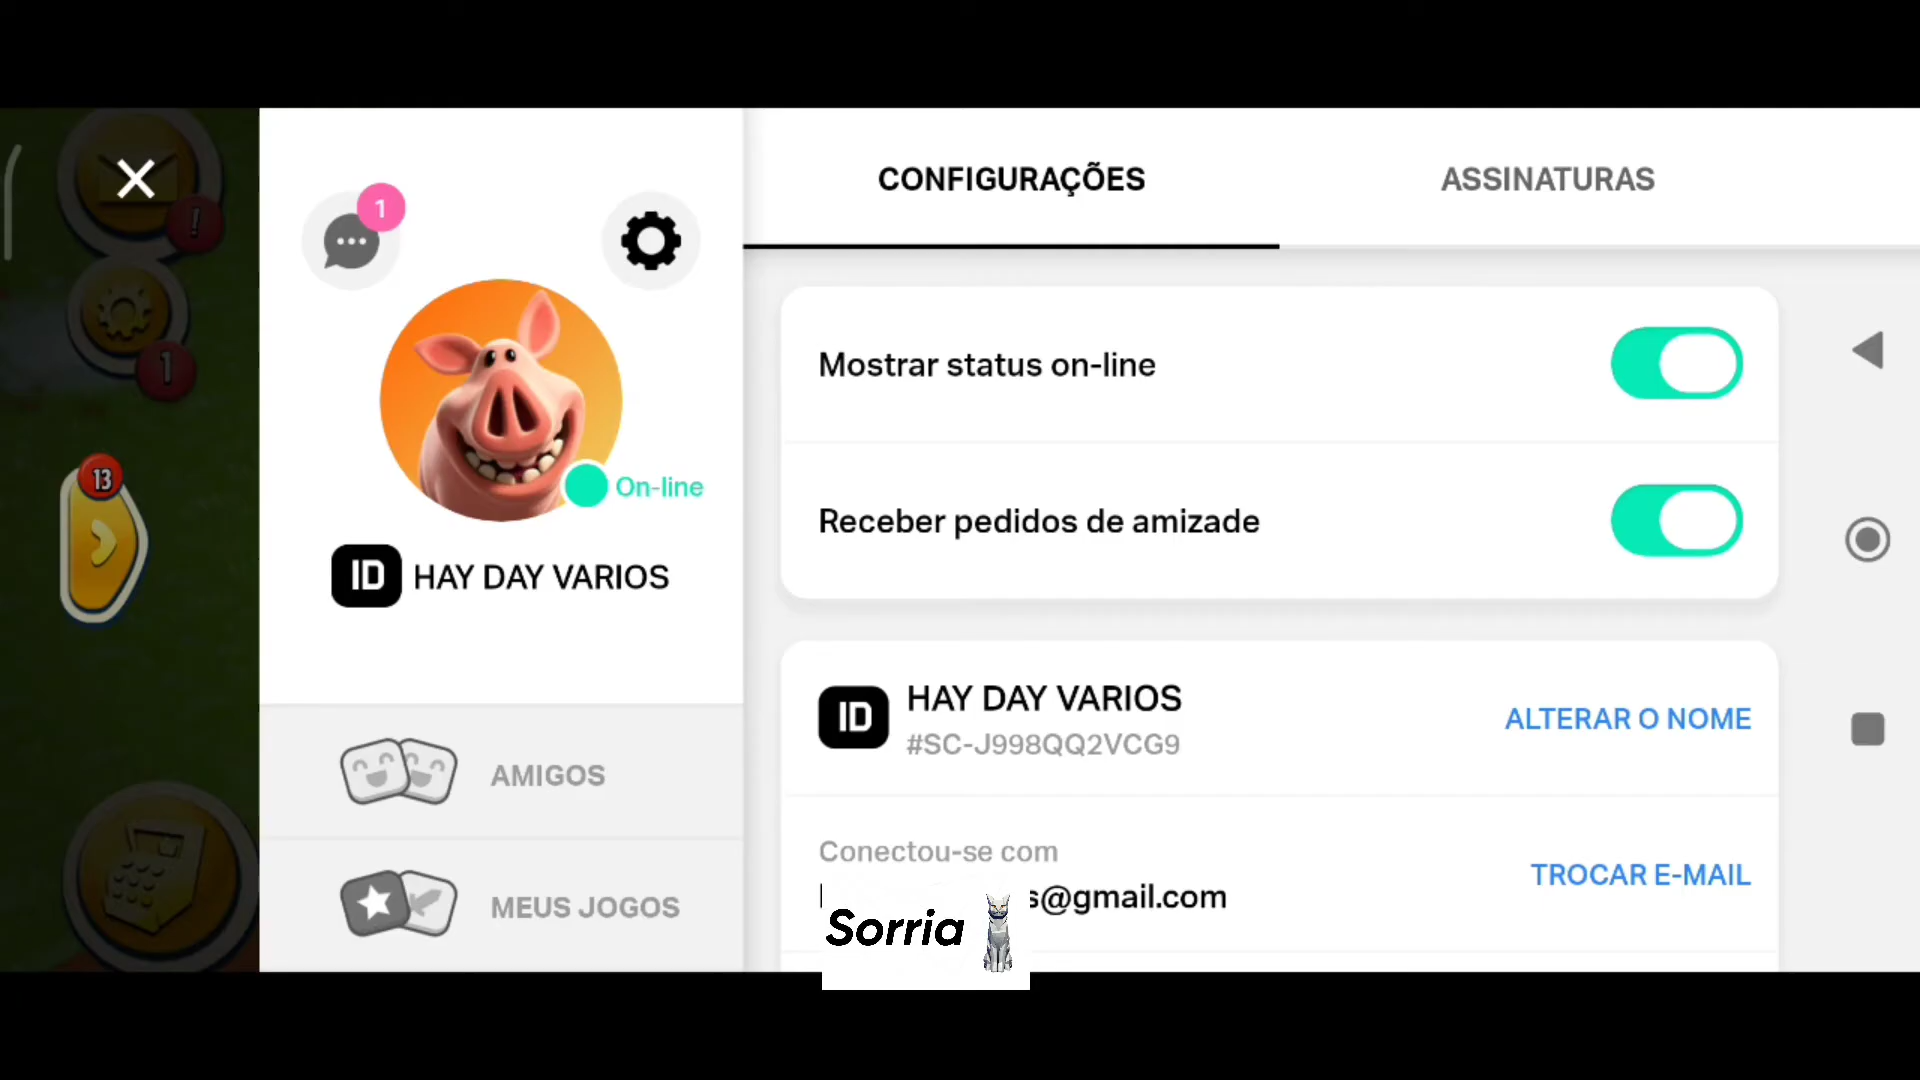 CONFIGURAÇÕES
ASSINATURAS
1
!
1
13
On-line
ID HAY DAY VARIOS
AMIGOS
MEUS JOGOS
Mostrar status on-line
Receber pedidos de amizade
ID HAY DAY VARIOS
#SC-J998QQ2VCG9
ALTERAR O NOME
Conectou-se com
s@gmail.com
TROCAR E-MAIL
Sorria